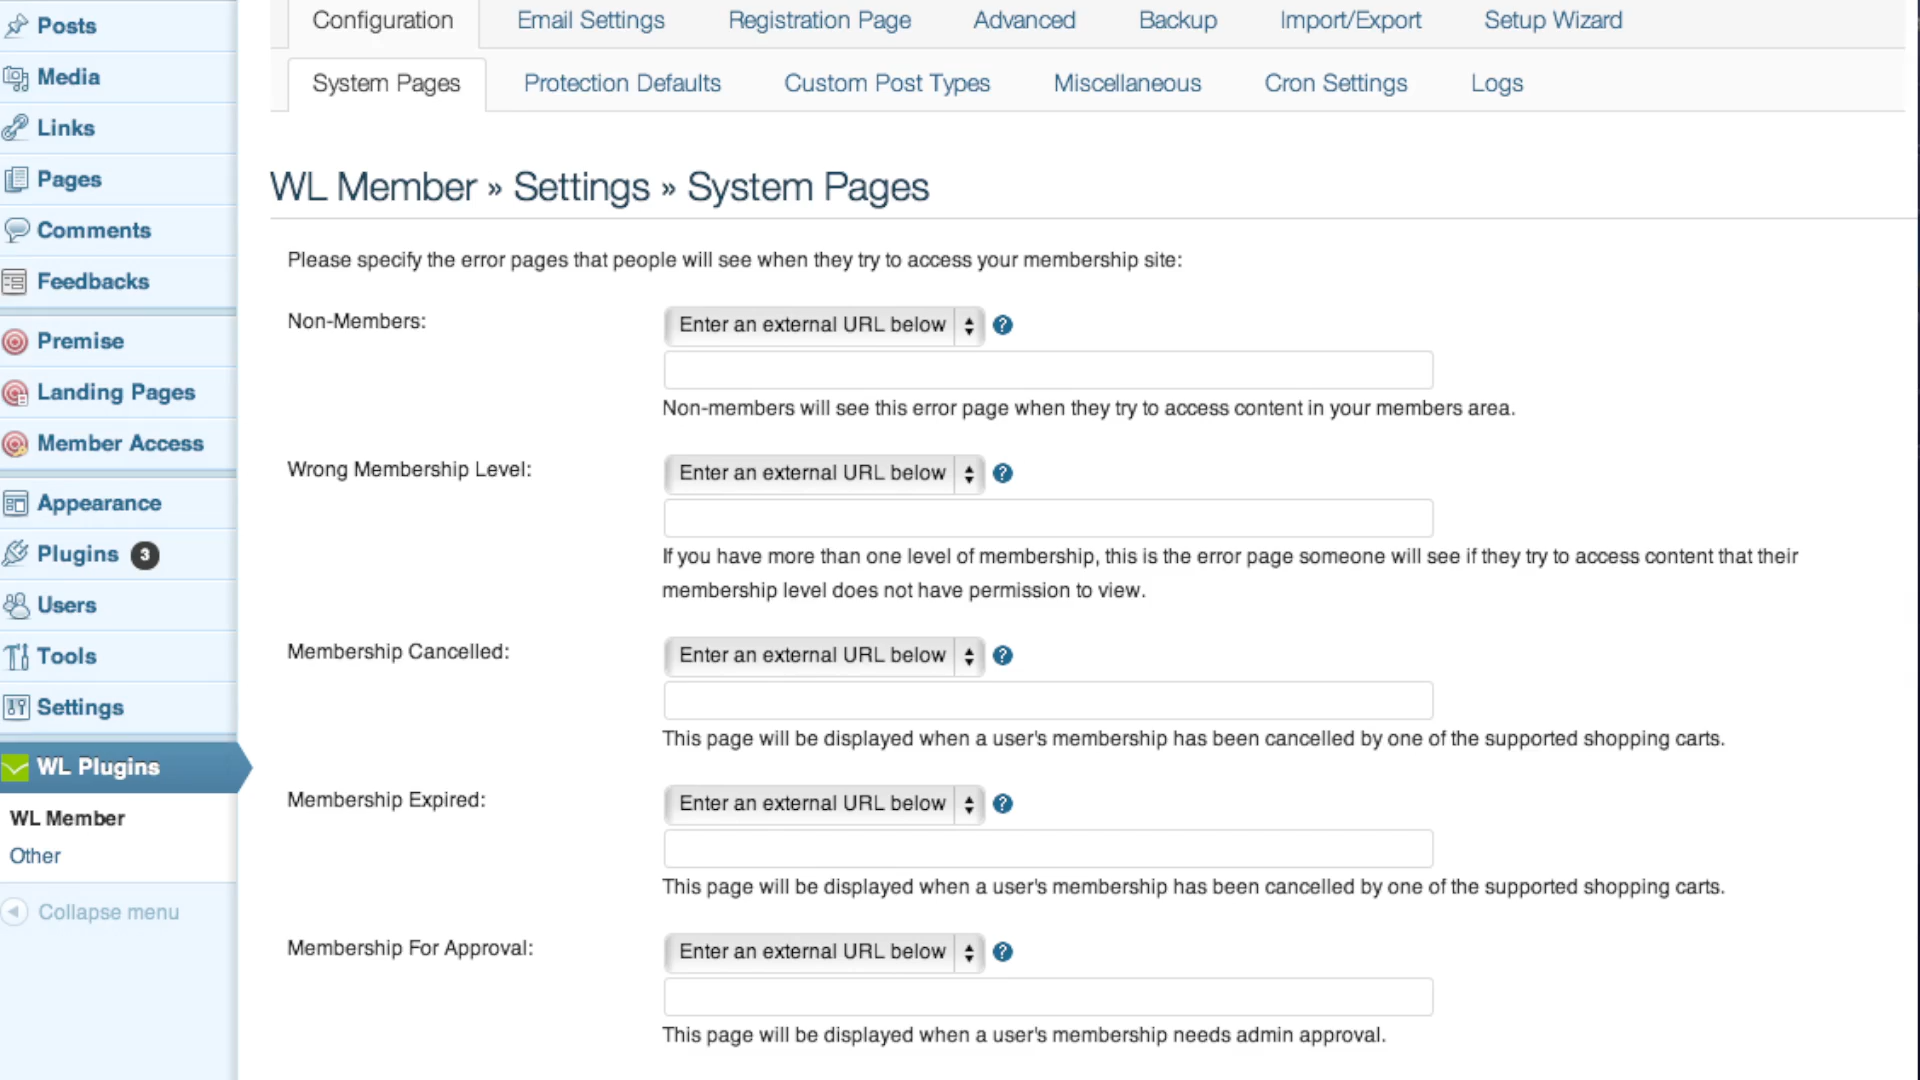 Posts
Media
Links
Pages
Comments
Feedbacks
Premise
Landing Pages
Member Access
Appearance
Plugins 3
Users
Tools
Settings
WL Plugins
WL Member
Other
Collapse menu
Configuration Email Settings Registration Page Advanced Backup Import/Export Setup Wizard
System Pages Protection Defaults Custom Post Types Miscellaneous Cron Settings Logs
WL Member » Settings » System Pages
Please specify the error pages that people will see when they try to access your membership site:
Non-Members: Enter an external URL below ?
Non-members will see this error page when they try to access content in your members area.
Wrong Membership Level: Enter an external URL below ?
If you have more than one level of membership, this is the error page someone will see if they try to access content that their
membership level does not have permission to view.
Membership Cancelled: Enter an external URL below ?
This page will be displayed when a user's membership has been cancelled by one of the supported shopping carts.
Membership Expired: Enter an external URL below ?
This page will be displayed when a user's membership has been cancelled by one of the supported shopping carts.
Membership For Approval: Enter an external URL below ?
This page will be displayed when a user's membership needs admin approval.